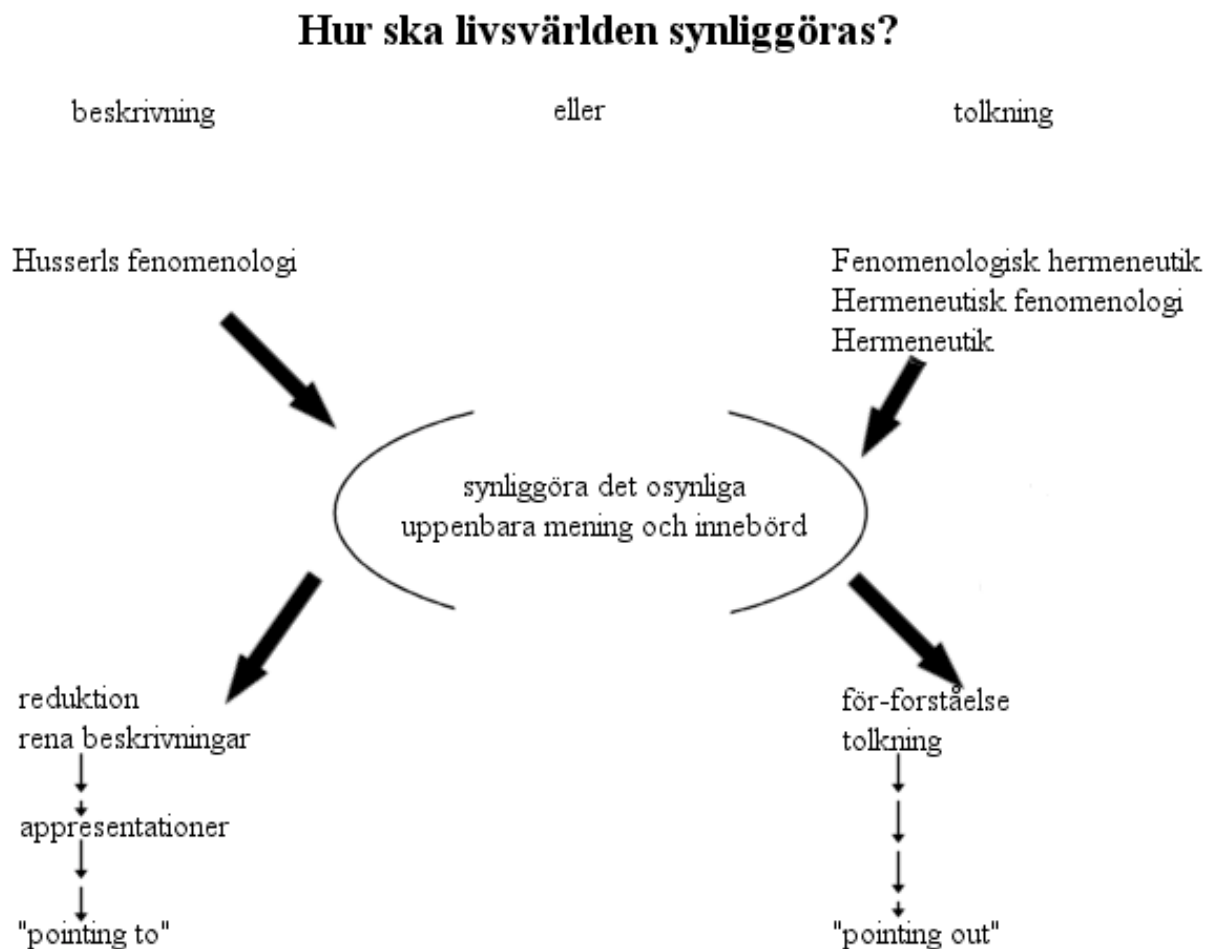 Hur ska livsvärlden synliggöras?
beskrivning eller tolkning
Husserls fenomenologi
Fenomenologisk hermeneutik
Hermeneutisk fenomenologi
Hermeneutik
synliggöra det osynliga
uppenbara mening och innebörd
reduktion
rena beskrivningar
appresentationer
"pointing to"
för-forståelse
tolkning
"pointing out"